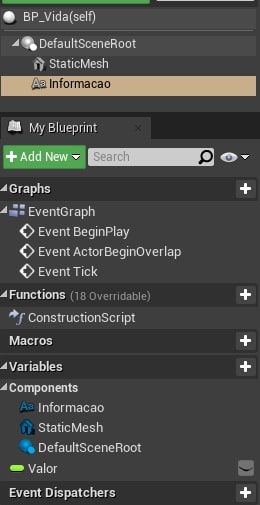 BP_Vida(self)
DefaultSceneRoot
StaticMesh
Informacao
My Blueprint
Add New Search
Graphs
EventGraph
Event BeginPlay
Event ActorBeginOverlap
Event Tick
Functions (18 Overridable)
ConstructionScript
Macros
Variables
Components
Informacao
StaticMesh
DefaultSceneRoot
Valor
Event Dispatchers